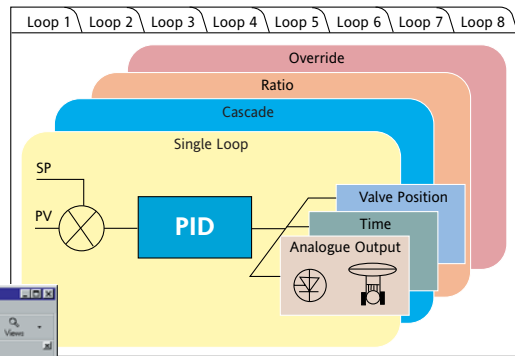 Loop 1 Loop 2 Loop 3 Loop 4 Loop 5 Loop 6 Loop 7 Loop 8
Override
Ratio
Cascade
Single Loop
SP
PV
PID
Valve Position
Time
Analogue Output
Views